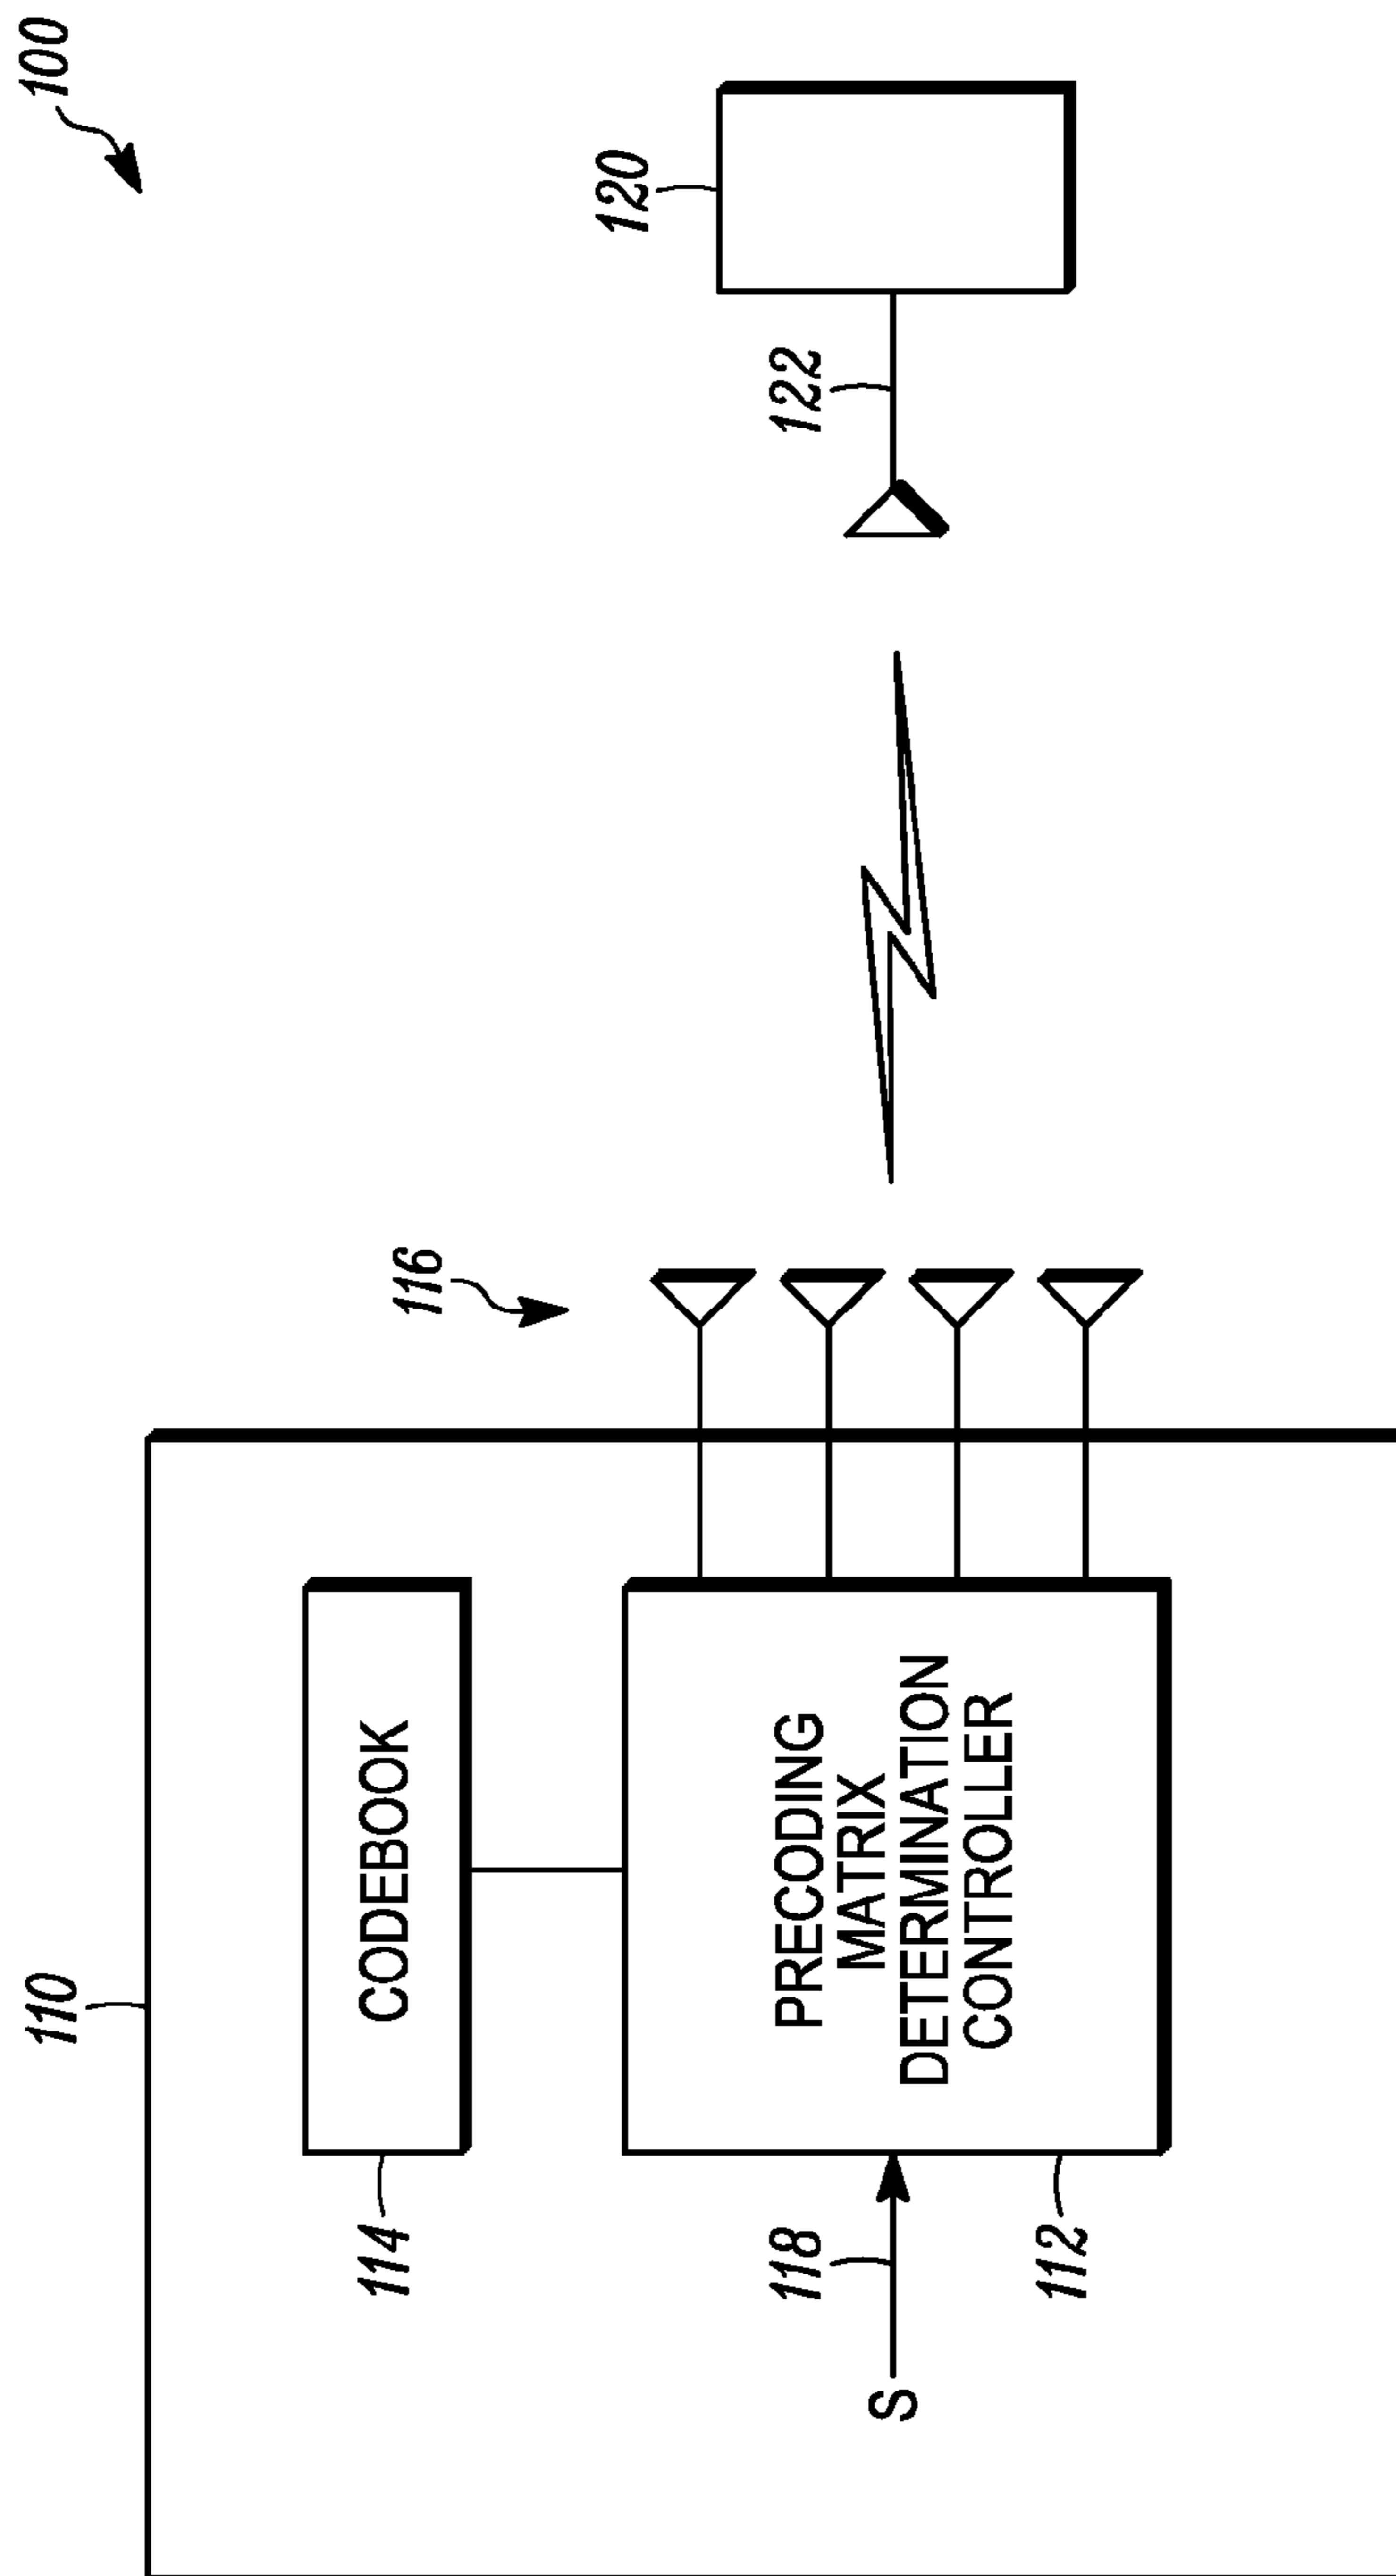 100
110
116
120
122
114
CODEBOOK
118
S
PRECODING
MATRIX
DETERMINATION
CONTROLLER
112